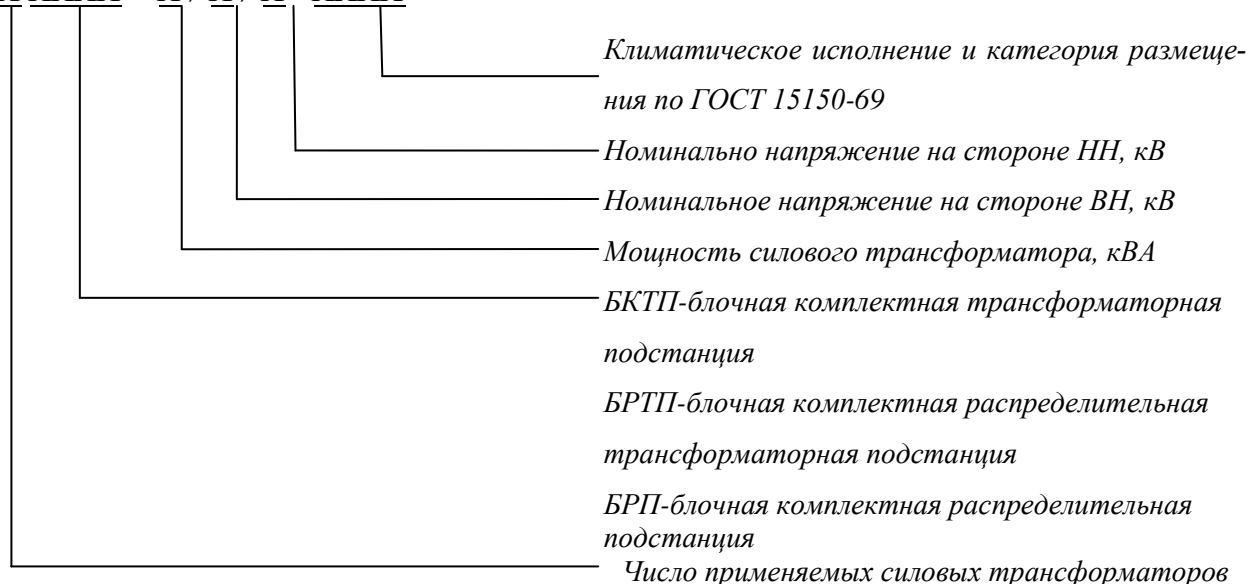 Климатическое исполнение и категория размеще-
ния по ГОСТ 15150-69
Номинально напряжение на стороне НН, кВ
Номинальное напряжение на стороне ВН, кВ
Мощность силового трансформатора, кВА
БКТП-блочная комплектная трансформаторная
подстанция
БРТП-блочная комплектная распределительная
трансформаторная подстанция
БРП-блочная комплектная распределительная
подстанция
Число применяемых силовых трансформаторов